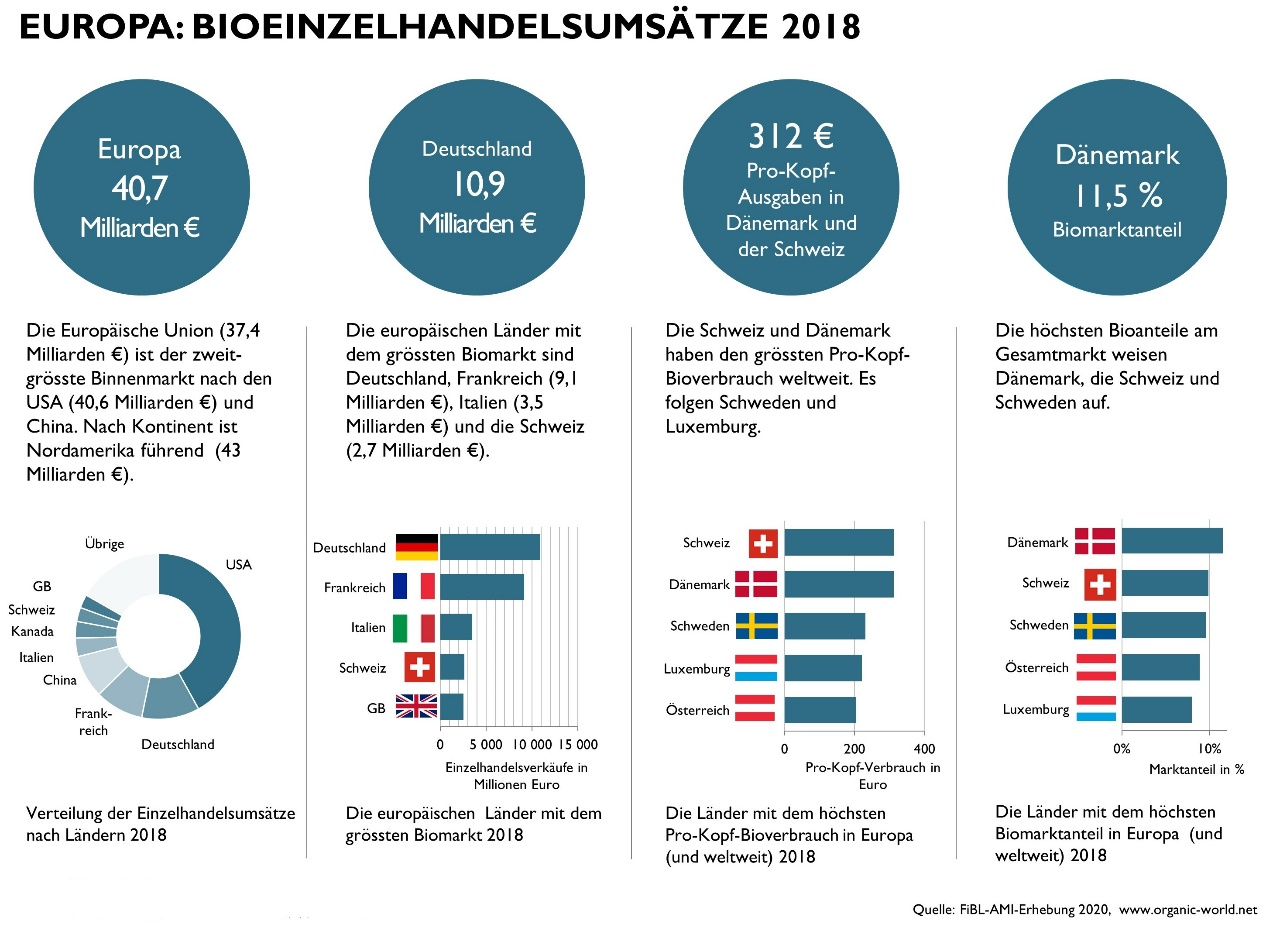 EUROPA: BIOEINZELHANDELSUMSÄTZE 2018
Europa
40,7
Milliarden €
Deutschland
10,9
Milliarden €
312 €
Pro-Kopf-
Ausgaben in
Dänemark und
der Schweiz
Dänemark
11,5 %
Biomarktanteil
Die Europäische Union (37,4
Milliarden €) ist der zweit-
grösste Binnenmarkt nach den
USA (40,6 Milliarden €) und
China. Nach Kontinent ist
Nordamerika führend (43
Milliarden €).
Die europäischen Länder mit
dem grössten Biomarkt sind
Deutschland, Frankreich (9,1
Milliarden €), Italien (3,5
Milliarden €) und die Schweiz
(2,7 Milliarden €).
Die Schweiz und Dänemark
haben den grössten Pro-Kopf-
Bioverbrauch weltweit. Es
folgen Schweden und
Luxemburg.
Die höchsten Bioanteile am
Gesamtmarkt weisen
Dänemark, die Schweiz und
Schweden auf.
Übrige
USA
GB
Schweiz
Kanada
Italien
China
Frank-
reich
Deutschland
Verteilung der Einzelhandelsumsätze
nach Ländern 2018
Deutschland
Frankreich
Italien
Schweiz
GB
0 5 000 10 000 15 000
Einzelhandelsverkäufe in
Millionen Euro
Die europäischen Länder mit dem
grössten Biomarkt 2018
Schweiz
Dänemark
Schweden
Luxemburg
Österreich
0 200 400
Pro-Kopf-Verbrauch in
Euro
Die Länder mit dem höchsten
Pro-Kopf-Bioverbrauch in Europa
(und weltweit) 2018
Dänemark
Schweiz
Schweden
Österreich
Luxemburg
0% 10%
Marktanteil in %
Die Länder mit dem höchsten
Biomarktanteil in Europa (und
weltweit) 2018
Quelle: FiBL-AMI-Erhebung 2020, www.organic-world.net